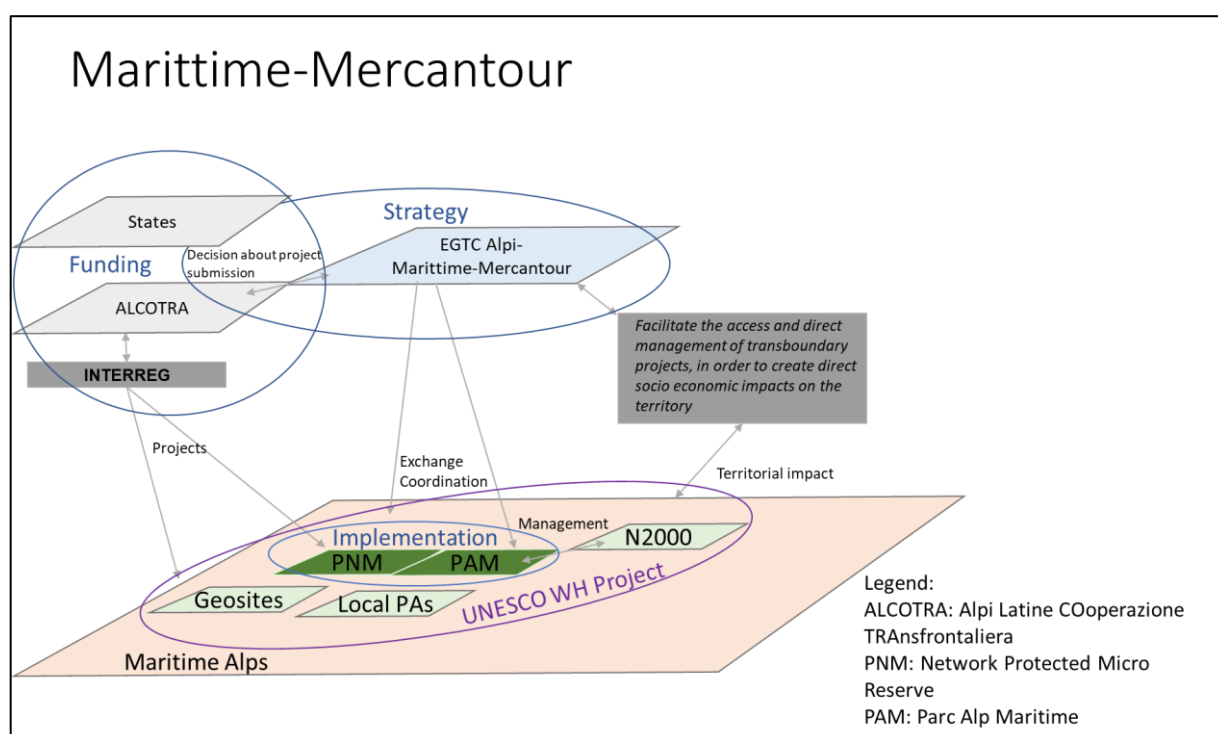 Marittime-Mercantour
States
Strategy
Funding
Decision about project
submission
EGTC Alpi-
Marittime-Mercantour
ALCOTRA
INTERREG
Facilitate the access and direct
management of transboundary
projects, in order to create direct
socio economic impacts on the
territory
Projects
Exchange
Coordination
Territorial impact
Management
Implementation
N2000
PNM
PAM
Geosites
Local PAs
UNESCO WH Project
Maritime Alps
Legend:
ALCOTRA: Alpi Latine COoperazione
TRAnsfrontaliera
PNM: Network Protected Micro
Reserve
PAM: Parc Alp Maritime